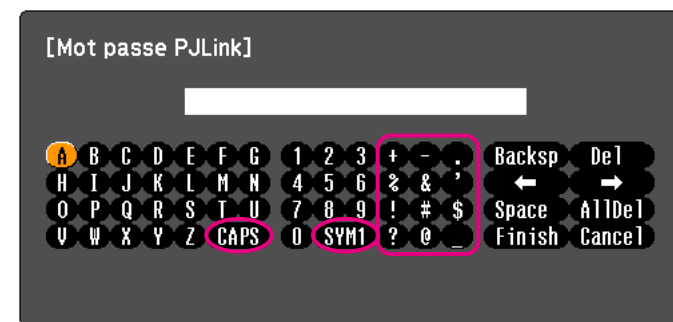 [Mot passe PJLink]
A B C D E F G 1 2 3 + - . Backsp Del
H I J K L M N 4 5 6 % & ' ← →
O P Q R S T U 7 8 9 ! # $ Space AllDel
V W X Y Z CAPS 0 SYM1 ? @ _ Finish Cancel